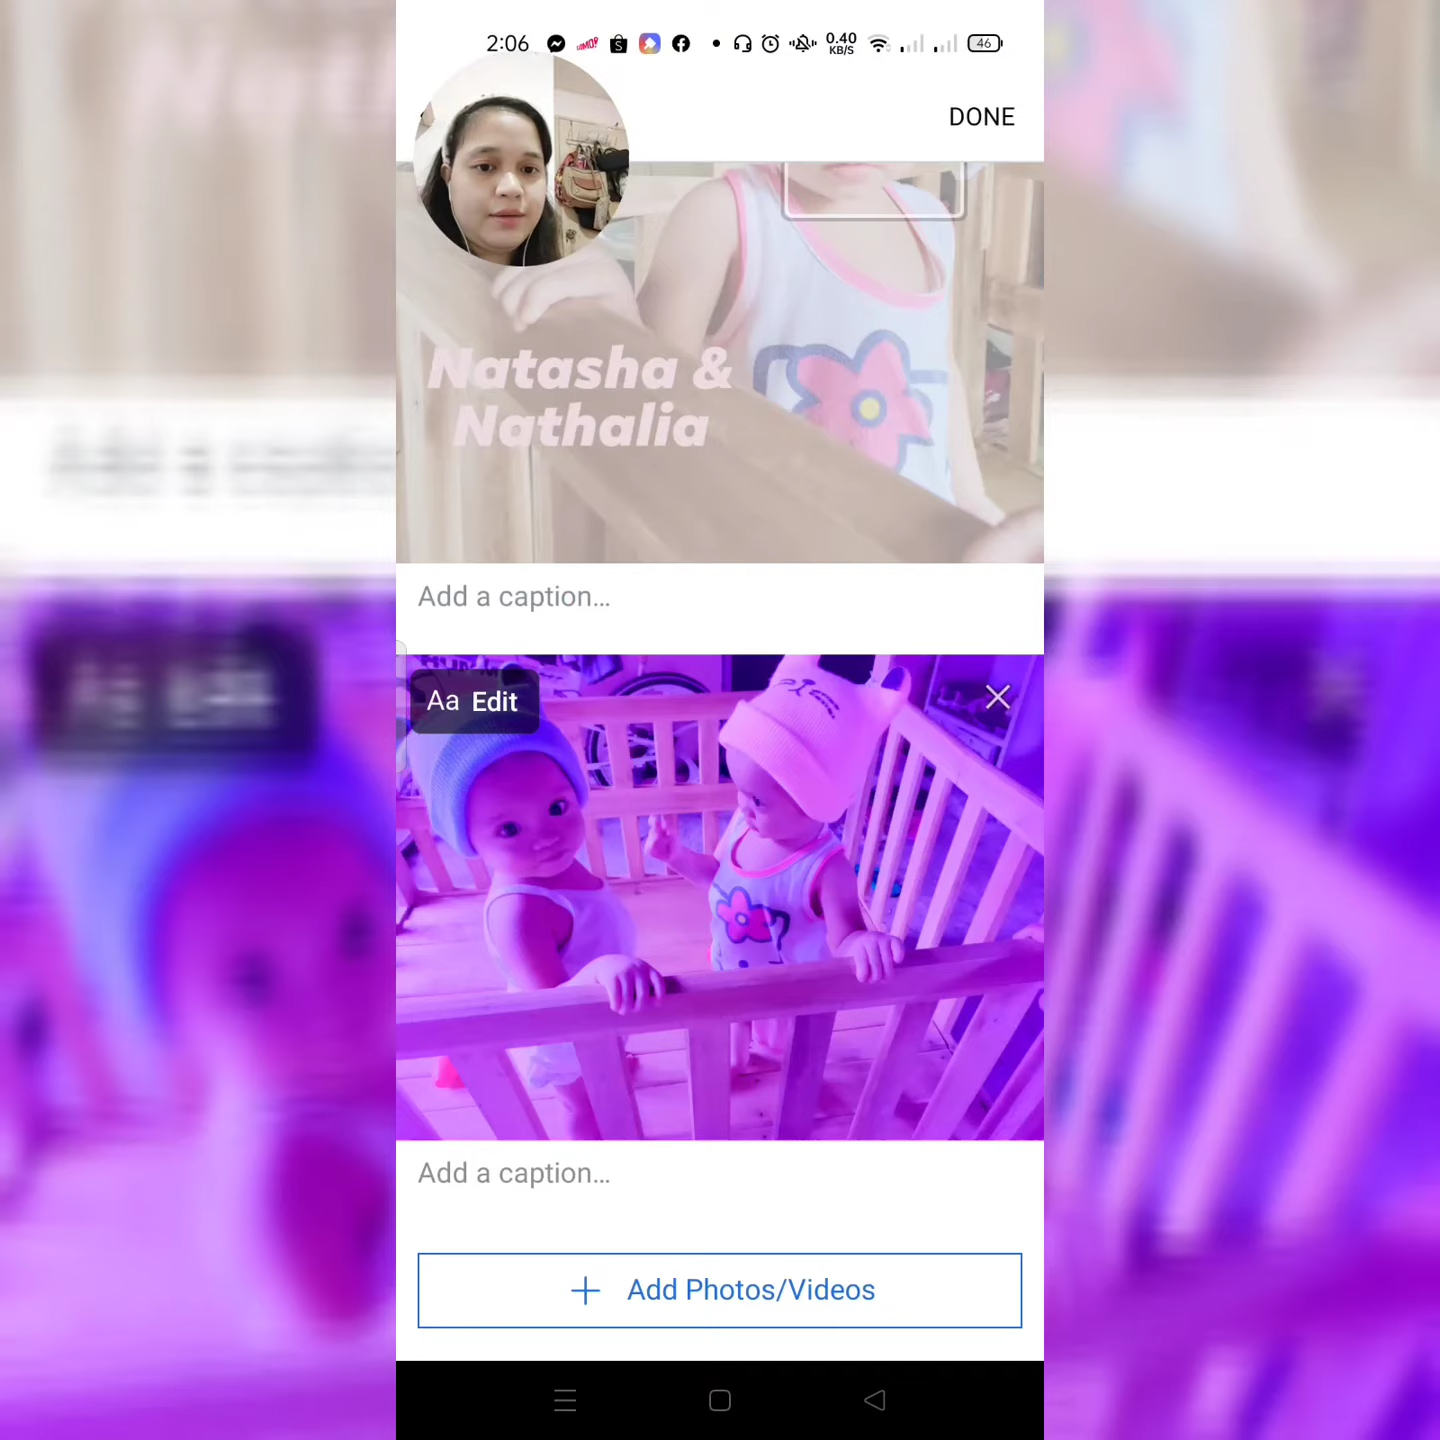 2:06
0.40
KB/S
46
DONE
Natasha &
Nathalia
Add a caption...
Aa Edit
Add a caption...
Add Photos/Videos